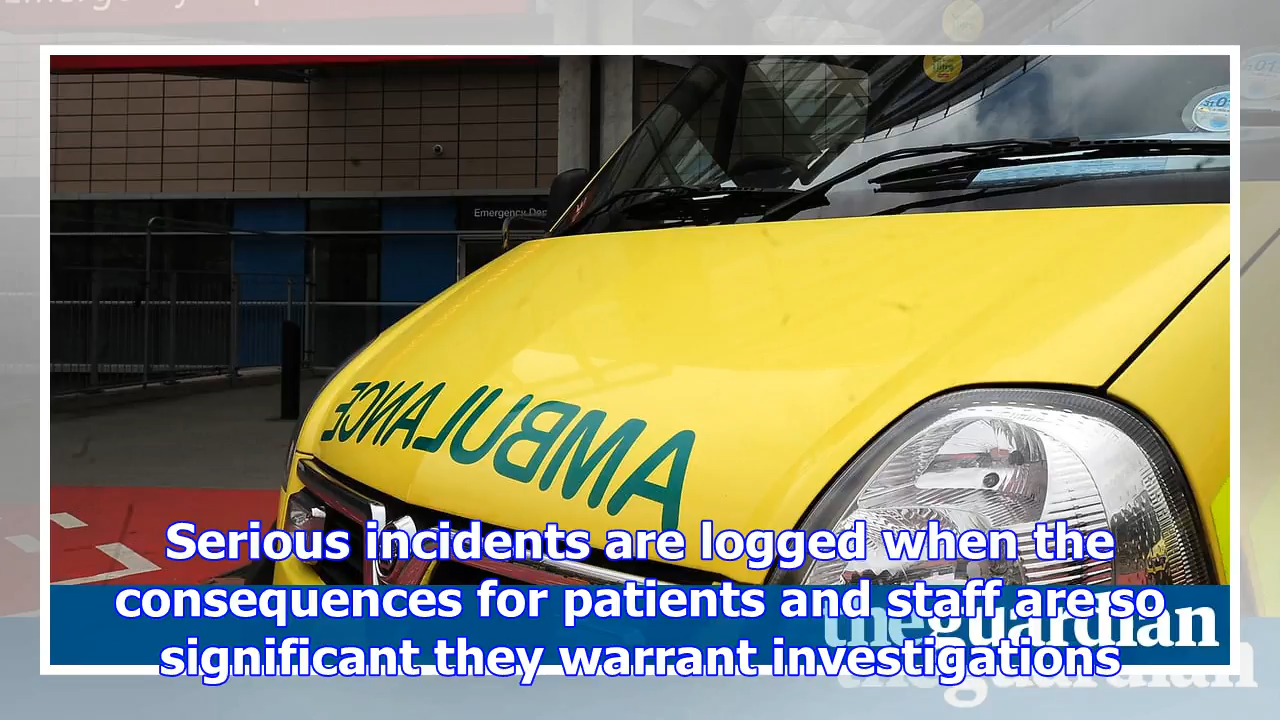 Emergency Dep
AMBULANCE
Serious incidents are logged when the
consequences for patients and staff are so
significant they warrant investigations
theguardian
theguardian